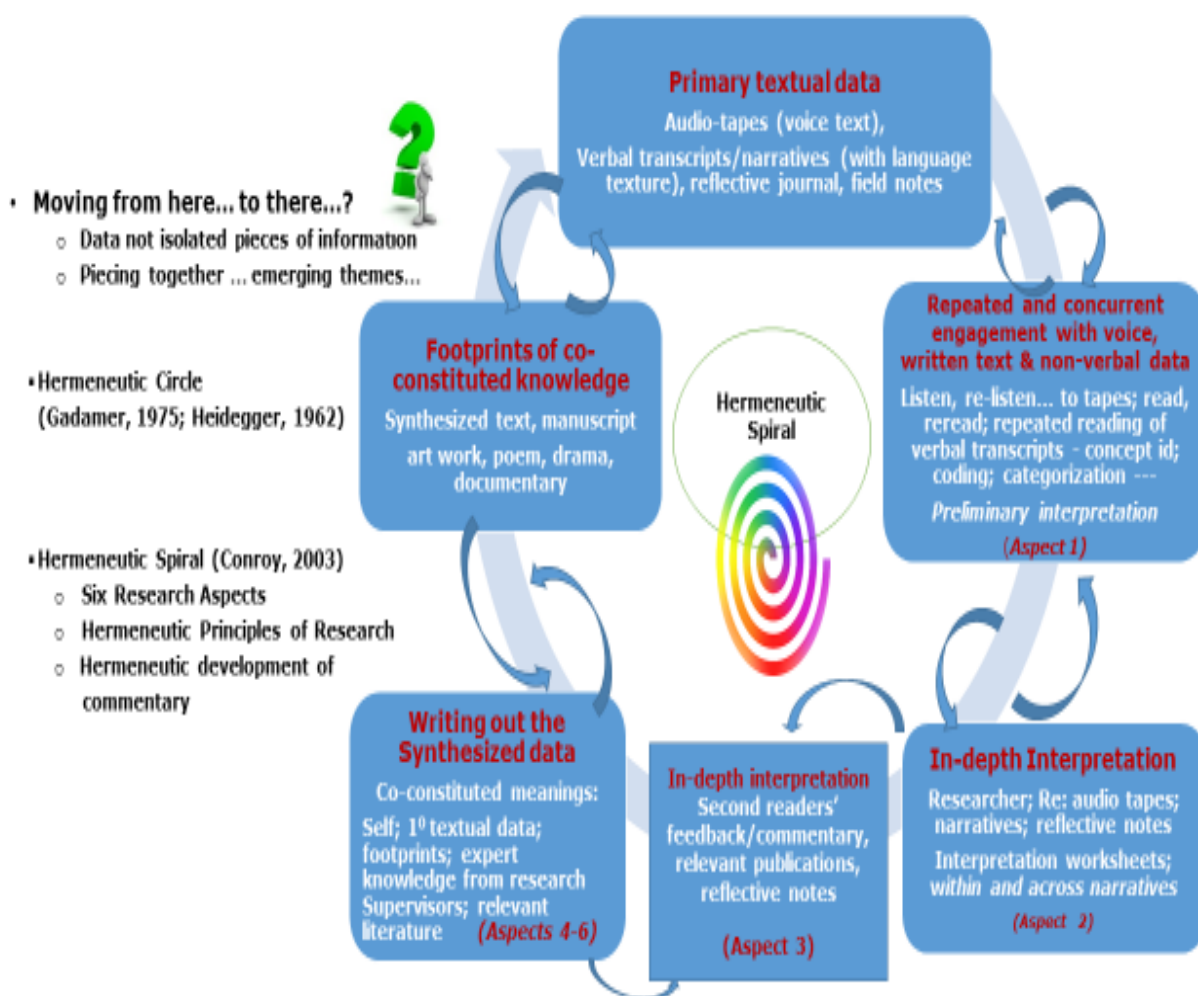 Primary textual data
Audio-tapes (voice text),
Verbal transcripts/narratives (with language
texture), reflective journal, field notes
• Moving from here... to there...?
o Data not isolated pieces of information
o Piecing together ... emerging themes...
▪Hermeneutic Circle
(Gadamer, 1975; Heidegger, 1962)
▪Hermeneutic Spiral (Conroy, 2003)
o Six Research Aspects
o Hermeneutic Principles of Research
o Hermeneutic development of
commentary
Footprints of co-
constituted knowledge
Synthesized text, manuscript
art work, poem, drama,
documentary
Hermeneutic
Spiral
Repeated and concurrent
engagement with voice,
written text & non-verbal data
Listen, re-listen... to tapes; read,
reread; repeated reading of
verbal transcripts - concept id;
coding; categorization ---
Preliminary interpretation
(Aspect 1)
Writing out the
Synthesized data
Co-constituted meanings:
Self; 1⁰ textual data;
footprints; expert
knowledge from research
Supervisors; relevant
literature (Aspects 4-6)
In-depth interpretation
Second readers'
feedback/commentary,
relevant publications,
reflective notes
(Aspect 3)
In-depth Interpretation
Researcher; Re: audio tapes;
narratives; reflective notes
Interpretation worksheets;
within and across narratives
(Aspect 2)